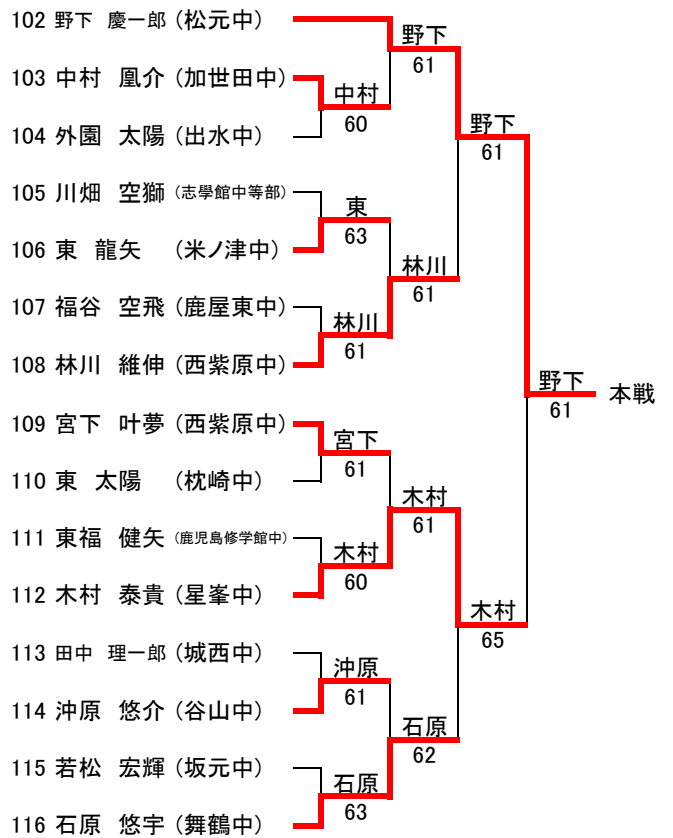 102 野下 慶一郎 (松元中)
103 中村 凰介 (加世田中)
104 外園 太陽 (出水中)
105 川畑 空獅 (志學館中等部)
106 東 龍矢 (米ノ津中)
107 福谷 空飛 (鹿屋東中)
108 林川 維伸 (西紫原中)
109 宮下 叶夢 (西紫原中)
110 東 太陽 (枕崎中)
111 東福 健矢 (鹿児島修学館中)
112 木村 泰貴 (星峯中)
113 田中 理一郎 (城西中)
114 沖原 悠介 (谷山中)
115 若松 宏輝 (坂元中)
116 石原 悠宇 (舞鶴中)
中村
60
東
63
林川
61
宮下
61
木村
60
沖原
61
石原
63
野下
61
林川
61
木村
61
石原
62
野下
61
木村
65
野下
61
本戦